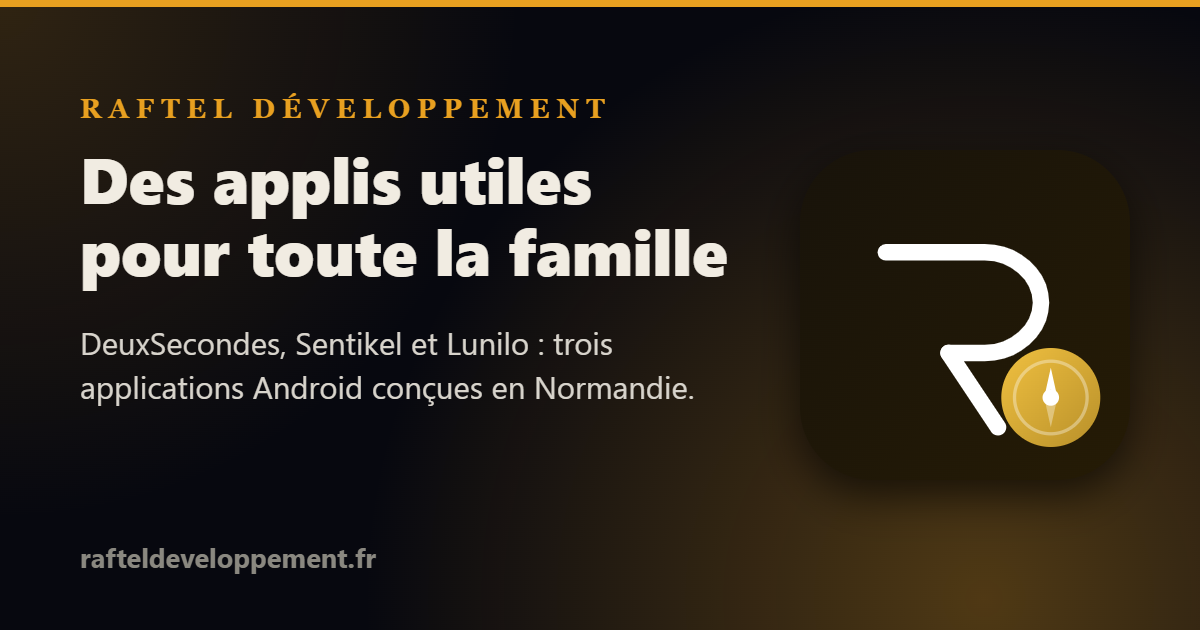 RAFTEL DÉVELOPPEMENT
Des applis utiles
pour toute la famille
DeuxSecondes, Sentikel et Lunilo : trois
applications Android conçues en Normandie.
rafteldeveloppement.fr